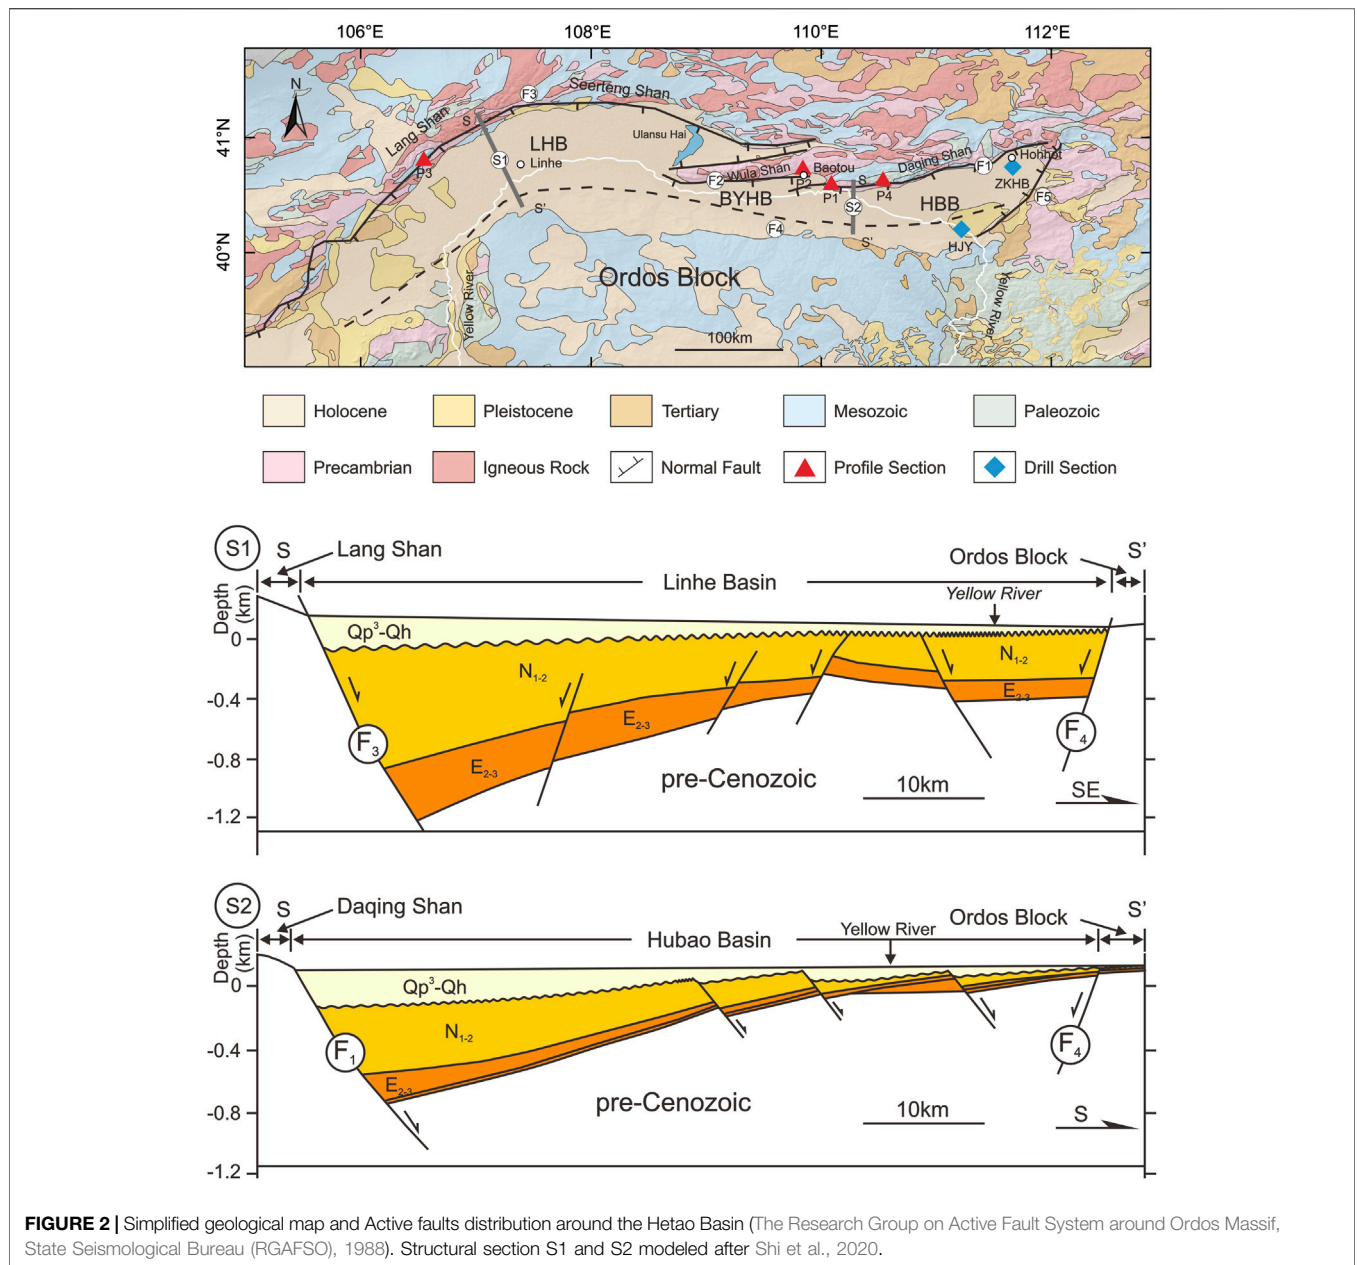 106°E 108°E 110°E 112°E
41°N
40°N
N
Lang Shan
Seerteng Shan
F3
S
S1
S'
LHB
Linhe
P3
Ulansu Hai
F2
Wula Shan
P2
Baotou
BYHB
P1
S
S2
S'
P4
Daqing Shan
F1
Hohhot
ZKHB
HBB
F5
F4
HJY
Ordos Block
Yellow River
Yellow River
100km
Holocene Pleistocene Tertiary Mesozoic Paleozoic
Precambrian Igneous Rock Normal Fault Profile Section Drill Section
S1 S Lang Shan Ordos Block S'
Linhe Basin
Yellow River
Depth (km)
0
-0.4
-0.8
-1.2
Qp³-Qh
N₁₋₂
N₁₋₂
E₂₋₃
E₂₋₃
E₂₋₃
F₃
F₄
pre-Cenozoic
10km
SE
S2 S Daqing Shan Ordos Block S'
Hubao Basin
Yellow River
Depth (km)
0
-0.4
-0.8
-1.2
Qp³-Qh
N₁₋₂
E₂₋₃
F₁
F₄
pre-Cenozoic
10km
S
FIGURE 2 | Simplified geological map and Active faults distribution around the Hetao Basin (The Research Group on Active Fault System around Ordos Massif,
State Seismological Bureau (RGAFSO), 1988). Structural section S1 and S2 modeled after Shi et al., 2020.